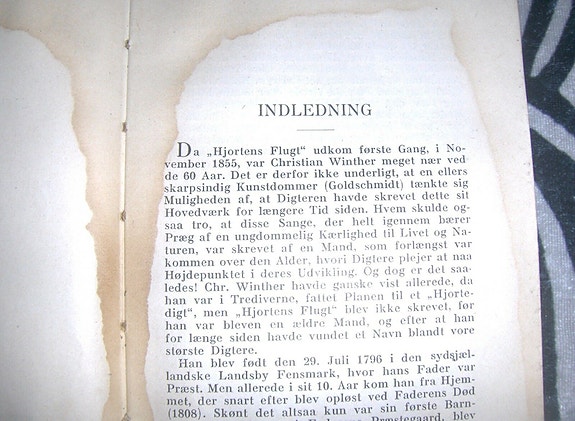 INDLEDNING
Da „Hjortens Flugt“ udkom første Gang, i No-
vember 1855, var Christian Winther meget nær ved
de 60 Aar. Det er derfor ikke underligt, at en ellers
skarpsindig Kunstdommer (Goldschmidt) tænkte sig
Muligheden af, at Digteren havde skrevet dette sit
Hovedværk for længere Tid siden. Hvem skulde og-
saa tro, at disse Sange, der helt igennem bærer
Præg af en ungdommelig Kærlighed til Livet og Na-
turen, var skrevet af en Mand, som forlængst var
kommen over den Alder, hvori Digtere plejer at naa
Højdepunktet i deres Udvikling. Og dog er det saa-
ledes! Chr. Winther havde ganske vist allerede, da
han var i Trediverne, fattet Planen til et „Hjorte-
digt“, men „Hjortens Flugt“ blev ikke skrevet, før
han var bleven en ældre Mand, og efter at han
for længe siden havde vundet et Navn blandt vore
største Digtere.
Han blev født den 29. Juli 1796 i den sydsjæl-
landske Landsby Fensmark, hvor hans Fader var
Præst. Men allerede i sit 10. Aar kom han fra Hjem-
met, der snart efter blev opløst ved Faderens Død
(1808). Skønt det altsaa kun var sin første Barn-
i Faderens Præstegaard, blev